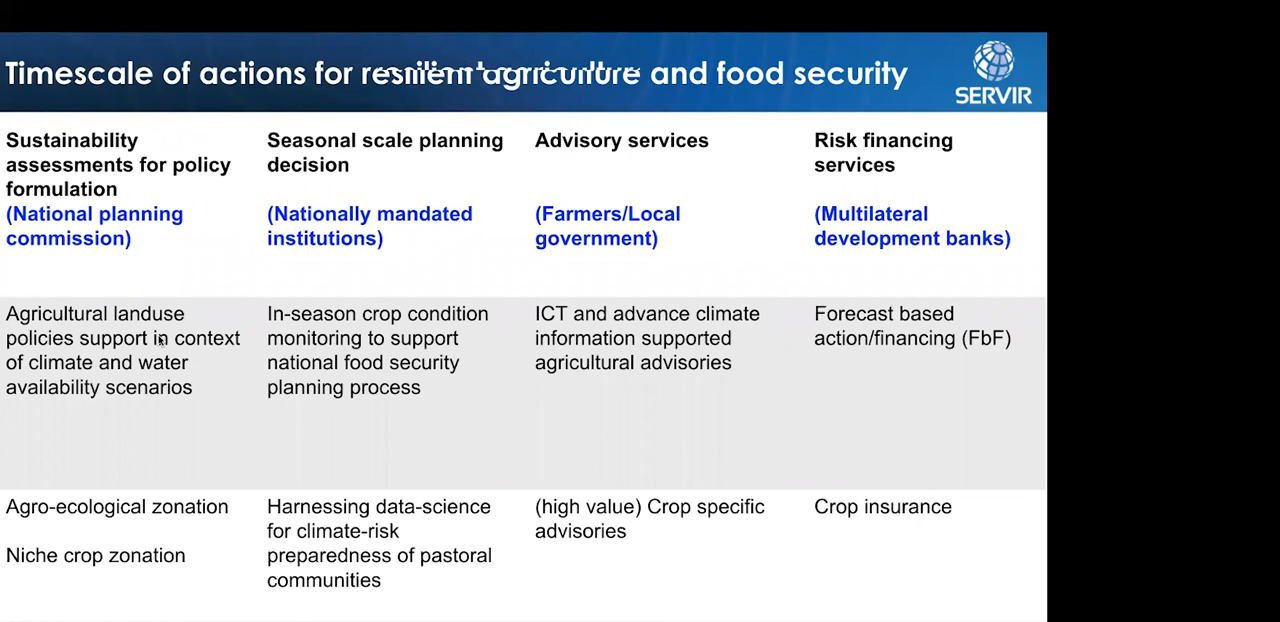 Timescale of actions for resilient agriculture and food security
SERVIR
Sustainability
assessments for policy
formulation
(National planning
commission)
Seasonal scale planning
decision
(Nationally mandated
institutions)
Advisory services
(Farmers/Local
government)
Risk financing
services
(Multilateral
development banks)
Agricultural landuse
policies support in context
of climate and water
availability scenarios
In-season crop condition
monitoring to support
national food security
planning process
ICT and advance climate
information supported
agricultural advisories
Forecast based
action/financing (FbF)
Agro-ecological zonation
Niche crop zonation
Harnessing data-science
for climate-risk
preparedness of pastoral
communities
(high value) Crop specific
advisories
Crop insurance